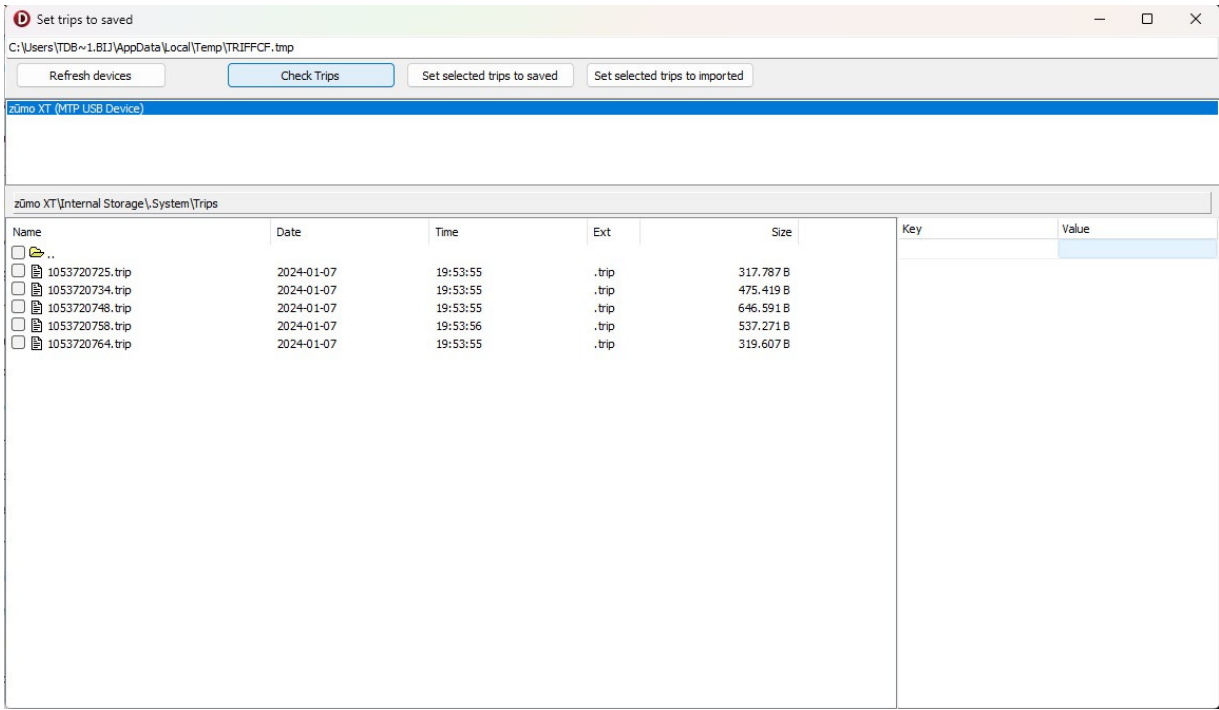 Set trips to saved
C:\Users\TDB~1.BIJ\AppData\Local\Temp\TRIFFCF.tmp
Refresh devices Check Trips Set selected trips to saved Set selected trips to imported
zūmo XT (MTP USB Device)
zūmo XT\Internal Storage\.System\Trips
Name Date Time Ext Size Key Value
..
1053720725.trip 2024-01-07 19:53:55 .trip 317.787 B
1053720734.trip 2024-01-07 19:53:55 .trip 475.419 B
1053720748.trip 2024-01-07 19:53:55 .trip 646.591 B
1053720758.trip 2024-01-07 19:53:56 .trip 537.271 B
1053720764.trip 2024-01-07 19:53:55 .trip 319.607 B